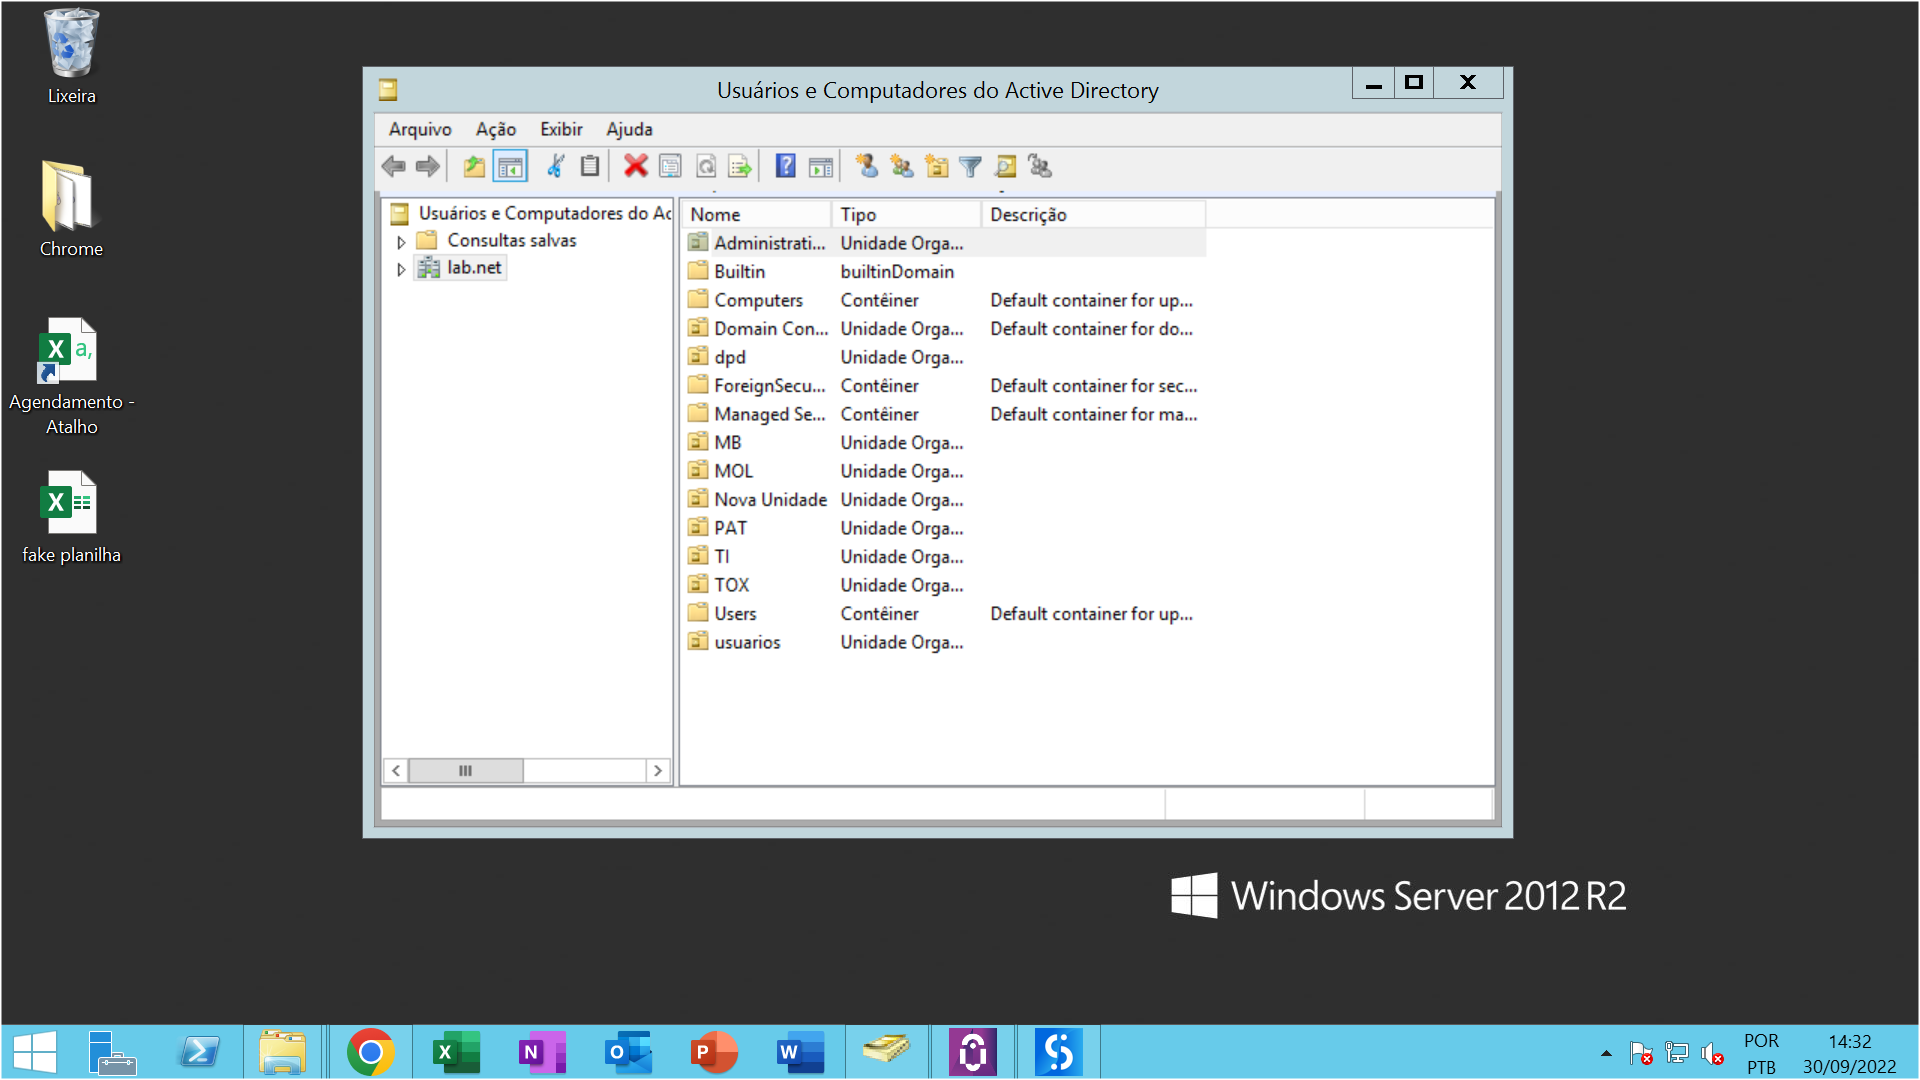 Lixeira
Chrome
Agendamento -
Atalho
fake planilha
Usuários e Computadores do Active Directory
Arquivo Ação Exibir Ajuda
Usuários e Computadores do Ac
Consultas salvas
lab.net
Nome Tipo Descrição
Administrati... Unidade Orga...
Builtin builtinDomain
Computers Contêiner Default container for up...
Domain Con... Unidade Orga... Default container for do...
dpd Unidade Orga...
ForeignSecu... Contêiner Default container for sec...
Managed Se... Contêiner Default container for ma...
MB Unidade Orga...
MOL Unidade Orga...
Nova Unidade Unidade Orga...
PAT Unidade Orga...
TI Unidade Orga...
TOX Unidade Orga...
Users Contêiner Default container for up...
usuarios Unidade Orga...
Windows Server 2012 R2
POR
PTB
14:32
30/09/2022